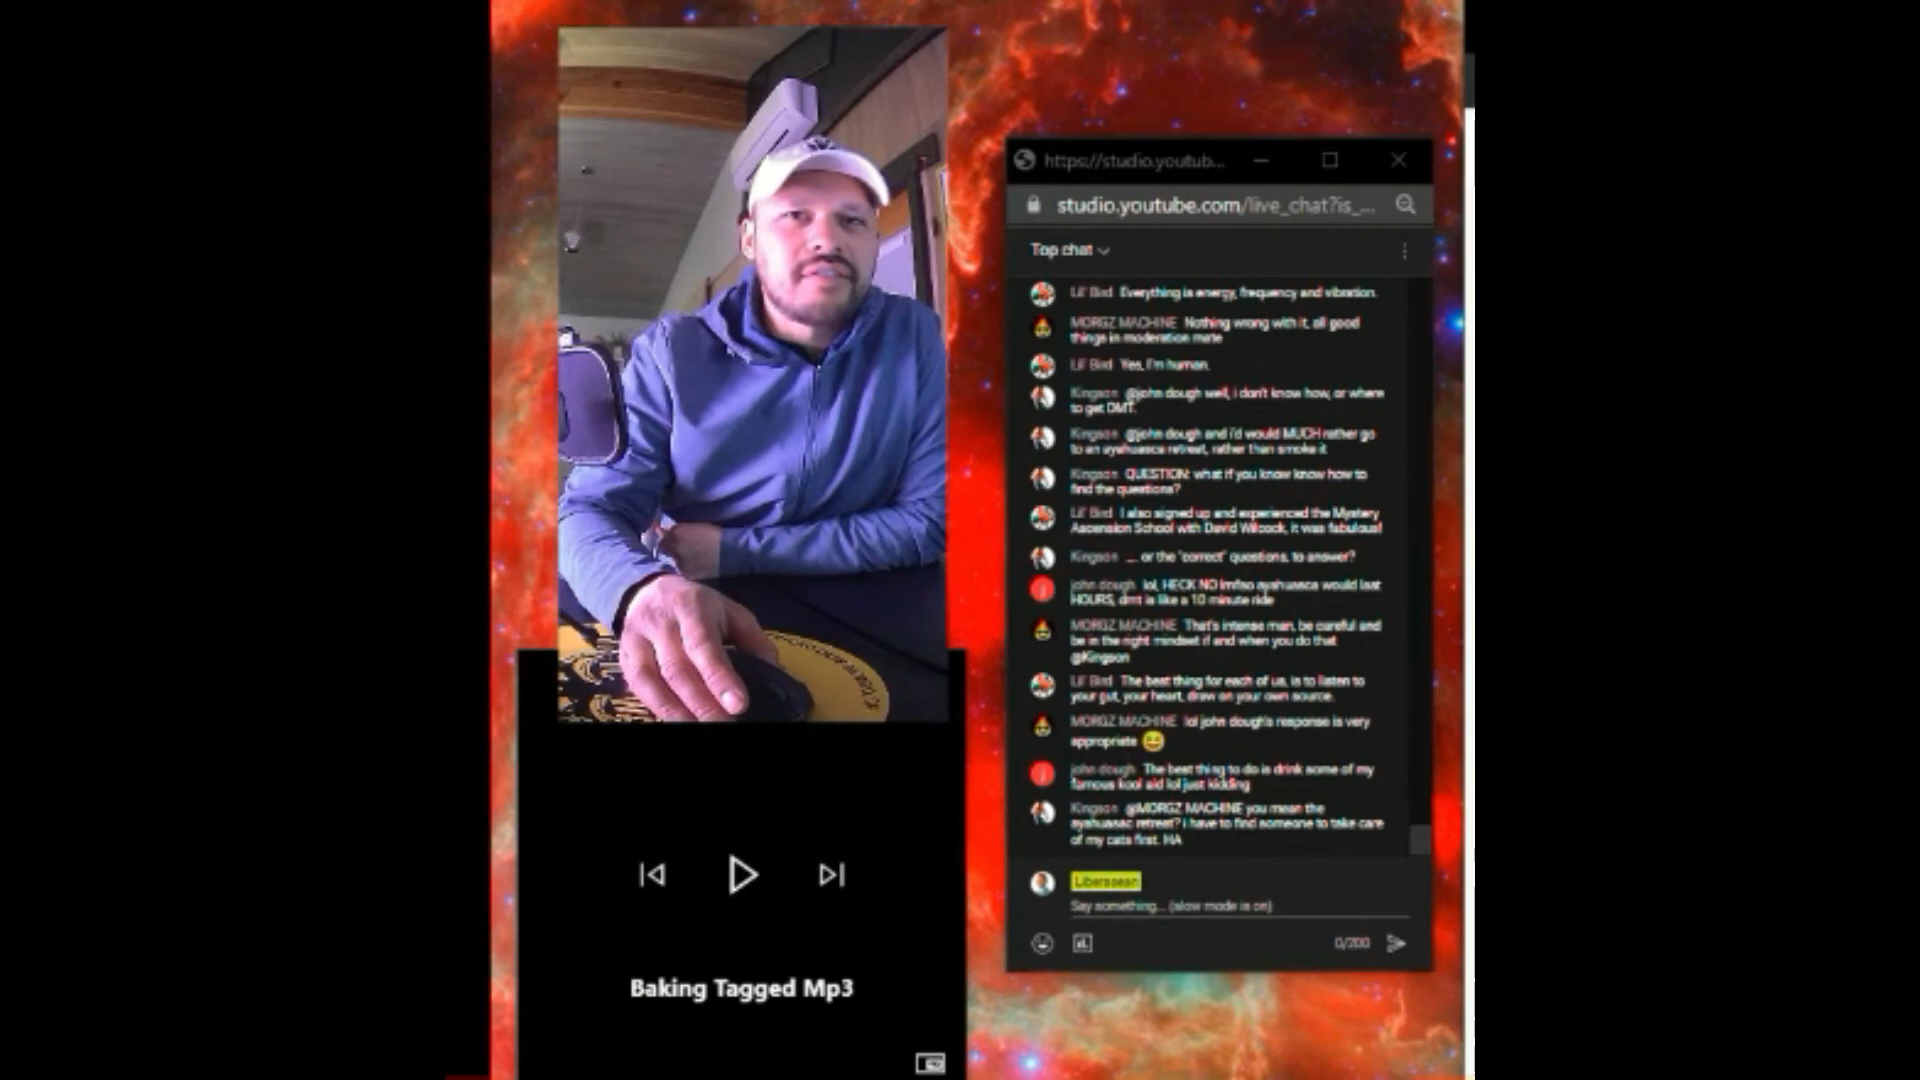 https://studio.youtub...
studio.youtube.com/live_chat?is_...
Top chat
Lil' Bird Everything is energy, frequency and vibration.
MORGZ MACHINE Nothing wrong with it, all good
things in moderation mate
Lil' Bird Yes, I'm human.
Kingson @john dough well, i don't know how, or where
to get DMT.
Kingson @john dough and i'd would MUCH rather go
to an ayahuasca retreat, rather than smoke it
Kingson QUESTION: what if you know know how to
find the questions?
Lil' Bird I also signed up and experienced the Mystery
Ascension School with David Wilcock, it was fabulous!
Kingson .... or the "correct" questions, to answer?
john dough lol, HECK NO lmfao ayahuasca would last
HOURS, dmt is like a 10 minute ride
MORGZ MACHINE That's intense man, be careful and
be in the right mindset if and when you do that
@Kingson
Lil' Bird The best thing for each of us, is to listen to
your gut, your heart, draw on your own source.
MORGZ MACHINE lol john dough's response is very
appropriate 😆
john dough The best thing to do is drink some of my
famous kool aid lol just kidding
Kingson @MORGZ MACHINE you mean the
ayahuasac retreat? i have to find someone to take care
of my cats first. HA
Liberasean
Say something... (slow mode is on)
0/200
Baking Tagged Mp3